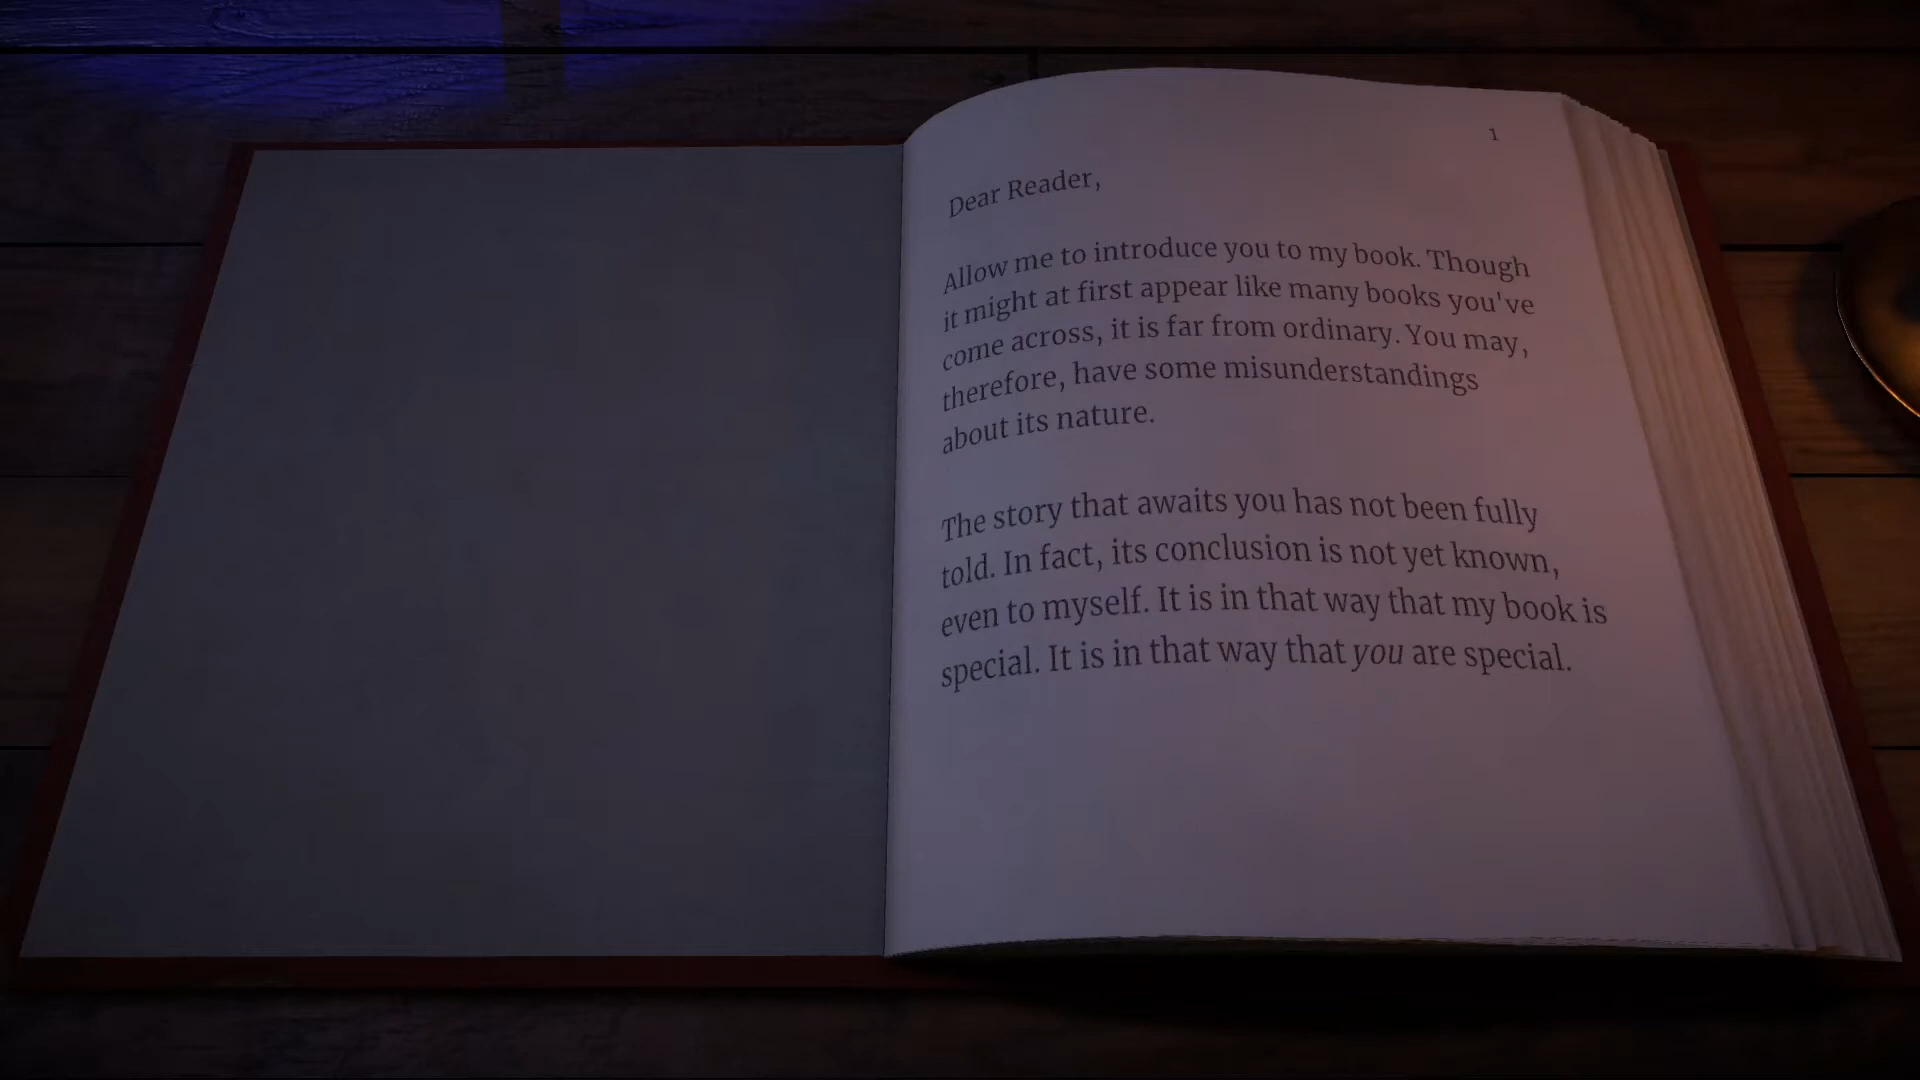 1
Dear Reader,
Allow me to introduce you to my book. Though
it might at first appear like many books you've
come across, it is far from ordinary. You may,
therefore, have some misunderstandings
about its nature.
The story that awaits you has not been fully
told. In fact, its conclusion is not yet known,
even to myself. It is in that way that my book is
special. It is in that way that you are special.